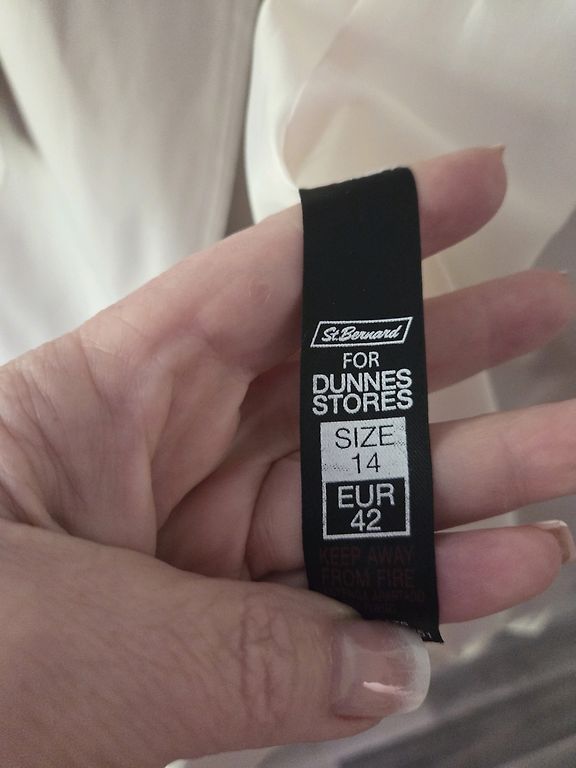 St.Bernard
FOR
DUNNES
STORES
SIZE
14
EUR
42
KEEP AWAY
FROM FIRE